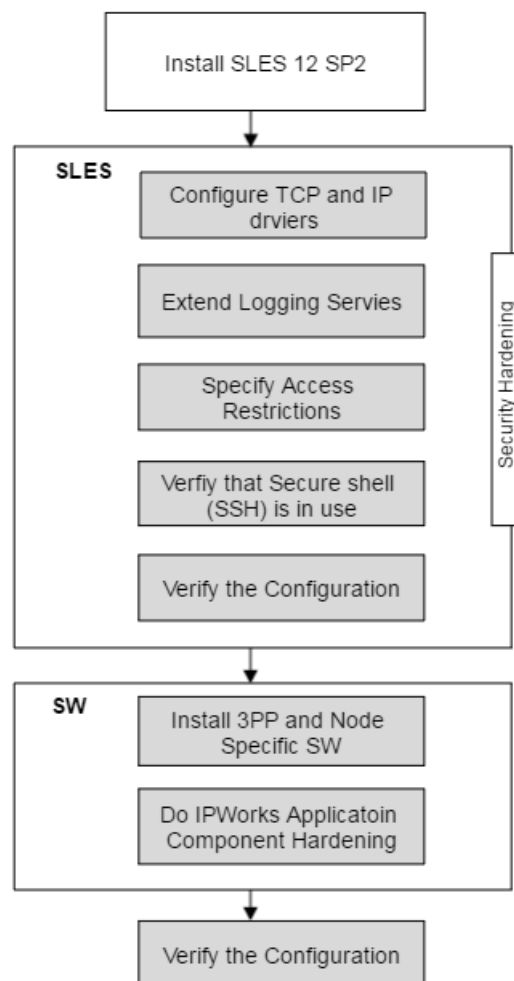 Install SLES 12 SP2
SLES
Configure TCP and IP
drviers
Extend Logging Servies
Specify Access
Restrictions
Verfiy that Secure shell
(SSH) is in use
Verify the Configuration
Security Hardening
SW
Install 3PP and Node
Specific SW
Do IPWorks Applicatoin
Component Hardening
Verify the Configuration